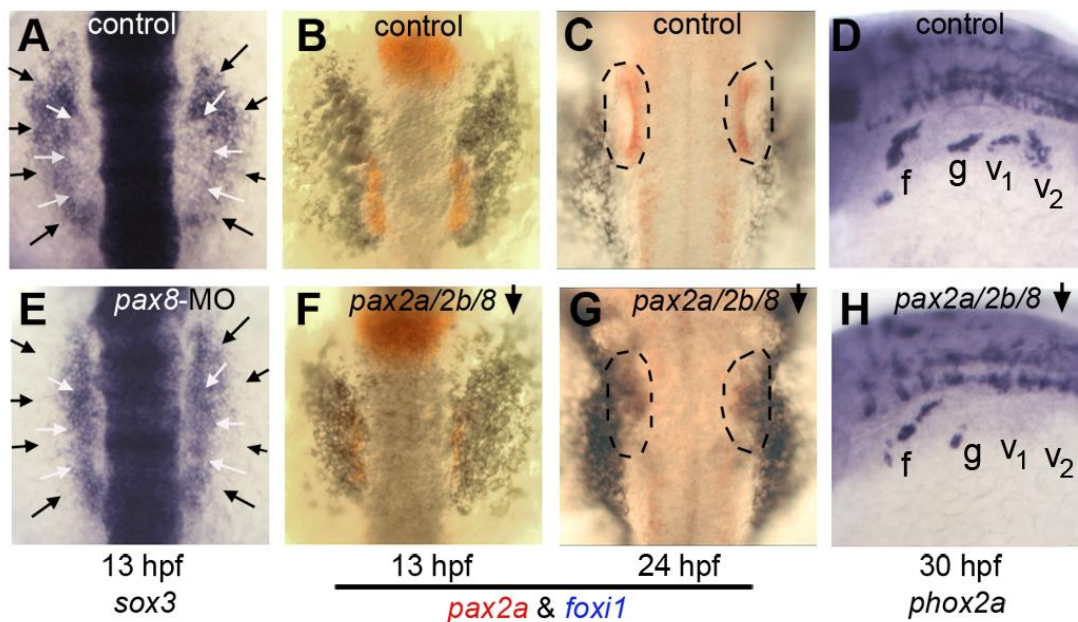 A control
B control
C control
D control
f g v1 v2
E pax8-MO
F pax2a/2b/8
G pax2a/2b/8
H pax2a/2b/8
f g v1 v2
13 hpf
13 hpf
24 hpf
30 hpf
sox3
pax2a & foxi1
phox2a